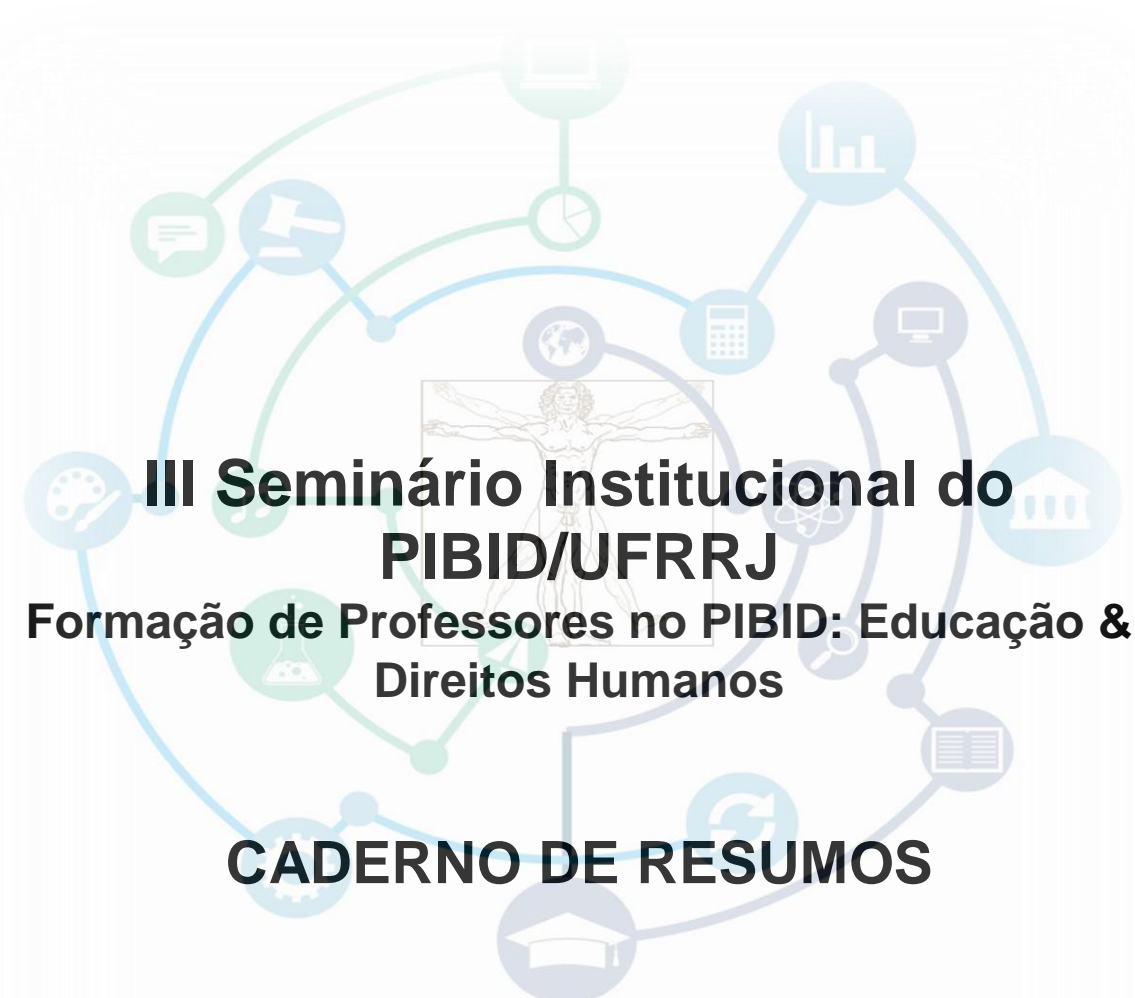 III Seminário Institucional do
PIBID/UFRRJ
Formação de Professores no PIBID: Educação &
Direitos Humanos
CADERNO DE RESUMOS